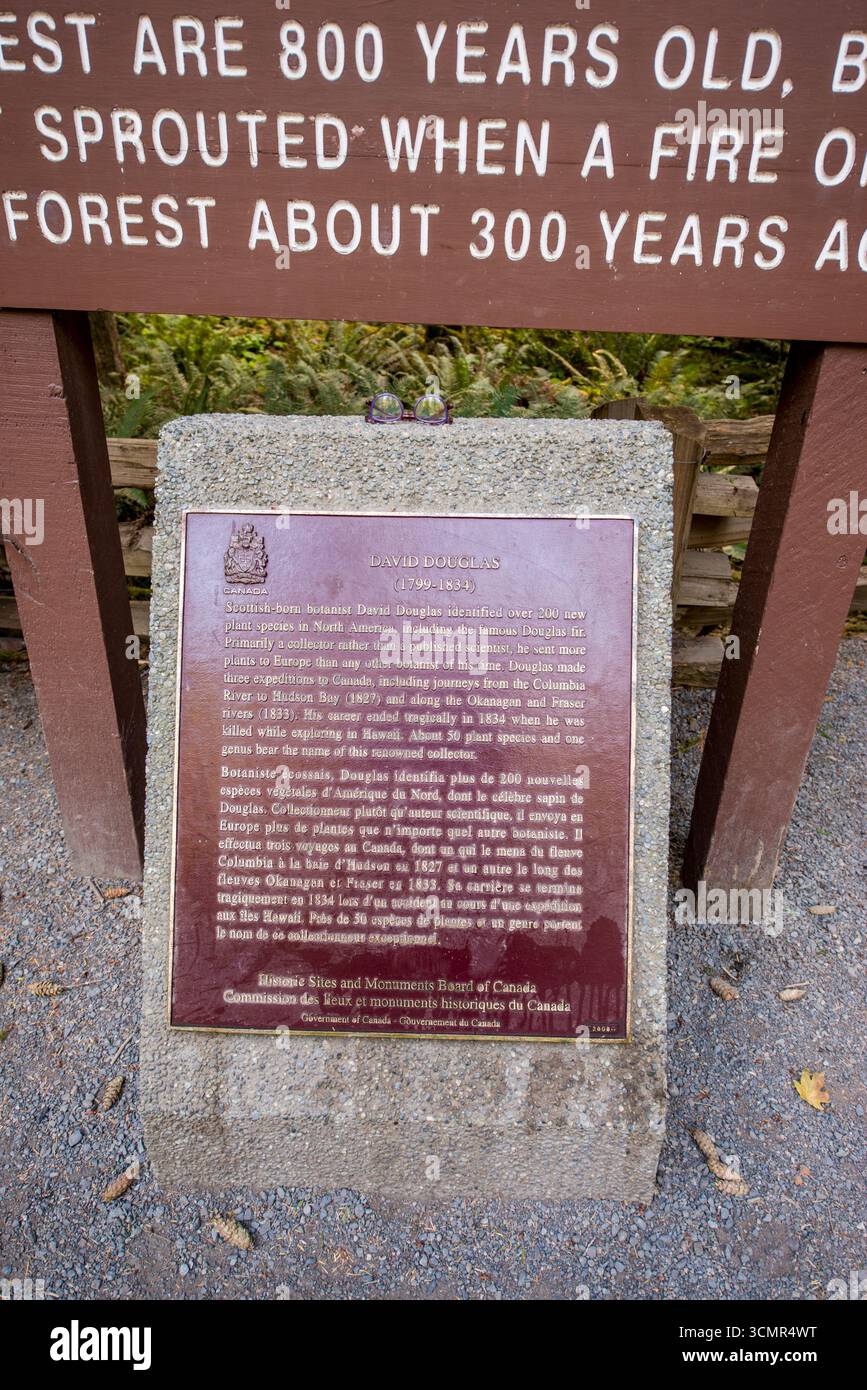 EST ARE 800 YEARS OLD, B
SPROUTED WHEN A FIRE
FOREST ABOUT 300 YEARS
CANADA
DAVID DOUGLAS
(1799-1834)
Scottish-born botanist David Douglas identified over 200 new
plant species in North America, including the famous Douglas fir.
Primarily a collector rather than a published scientist, he sent more
plants to Europe than any other botanist of his time. Douglas made
three expeditions to Canada, including journeys from the Columbia
River to Hudson Bay (1827) and along the Okanagan and Fraser
rivers (1833). His career ended tragically in 1834 when he was
killed while exploring in Hawaii. About 50 plant species and one
genus bear the name of this renowned collector.
Botaniste écossais, Douglas identifia plus de 200 nouvelles
espèces végétales d'Amérique du Nord, dont le célèbre sapin de
Douglas. Collectionneur plutôt qu'auteur scientifique, il envoya en
Europe plus de plantes que n'importe quel autre botaniste. Il
effectua trois voyages au Canada, dont un qui le mena du fleuve
Columbia à la baie d'Hudson en 1827 et un autre le long des
fleuves Okanagan et Fraser en 1833. Sa carrière se termina
tragiquement en 1834 lors d'un accident au cours d'une expédition
aux îles Hawaii. Près de 50 espèces de plantes et un genre portent
le nom de ce collectionneur exceptionnel.
Historic Sites and Monuments Board of Canada
Commission des lieux et monuments historiques du Canada
Government of Canada - Gouvernement du Canada
alamy
Image ID: 3CMR4WT
www.alamy.com